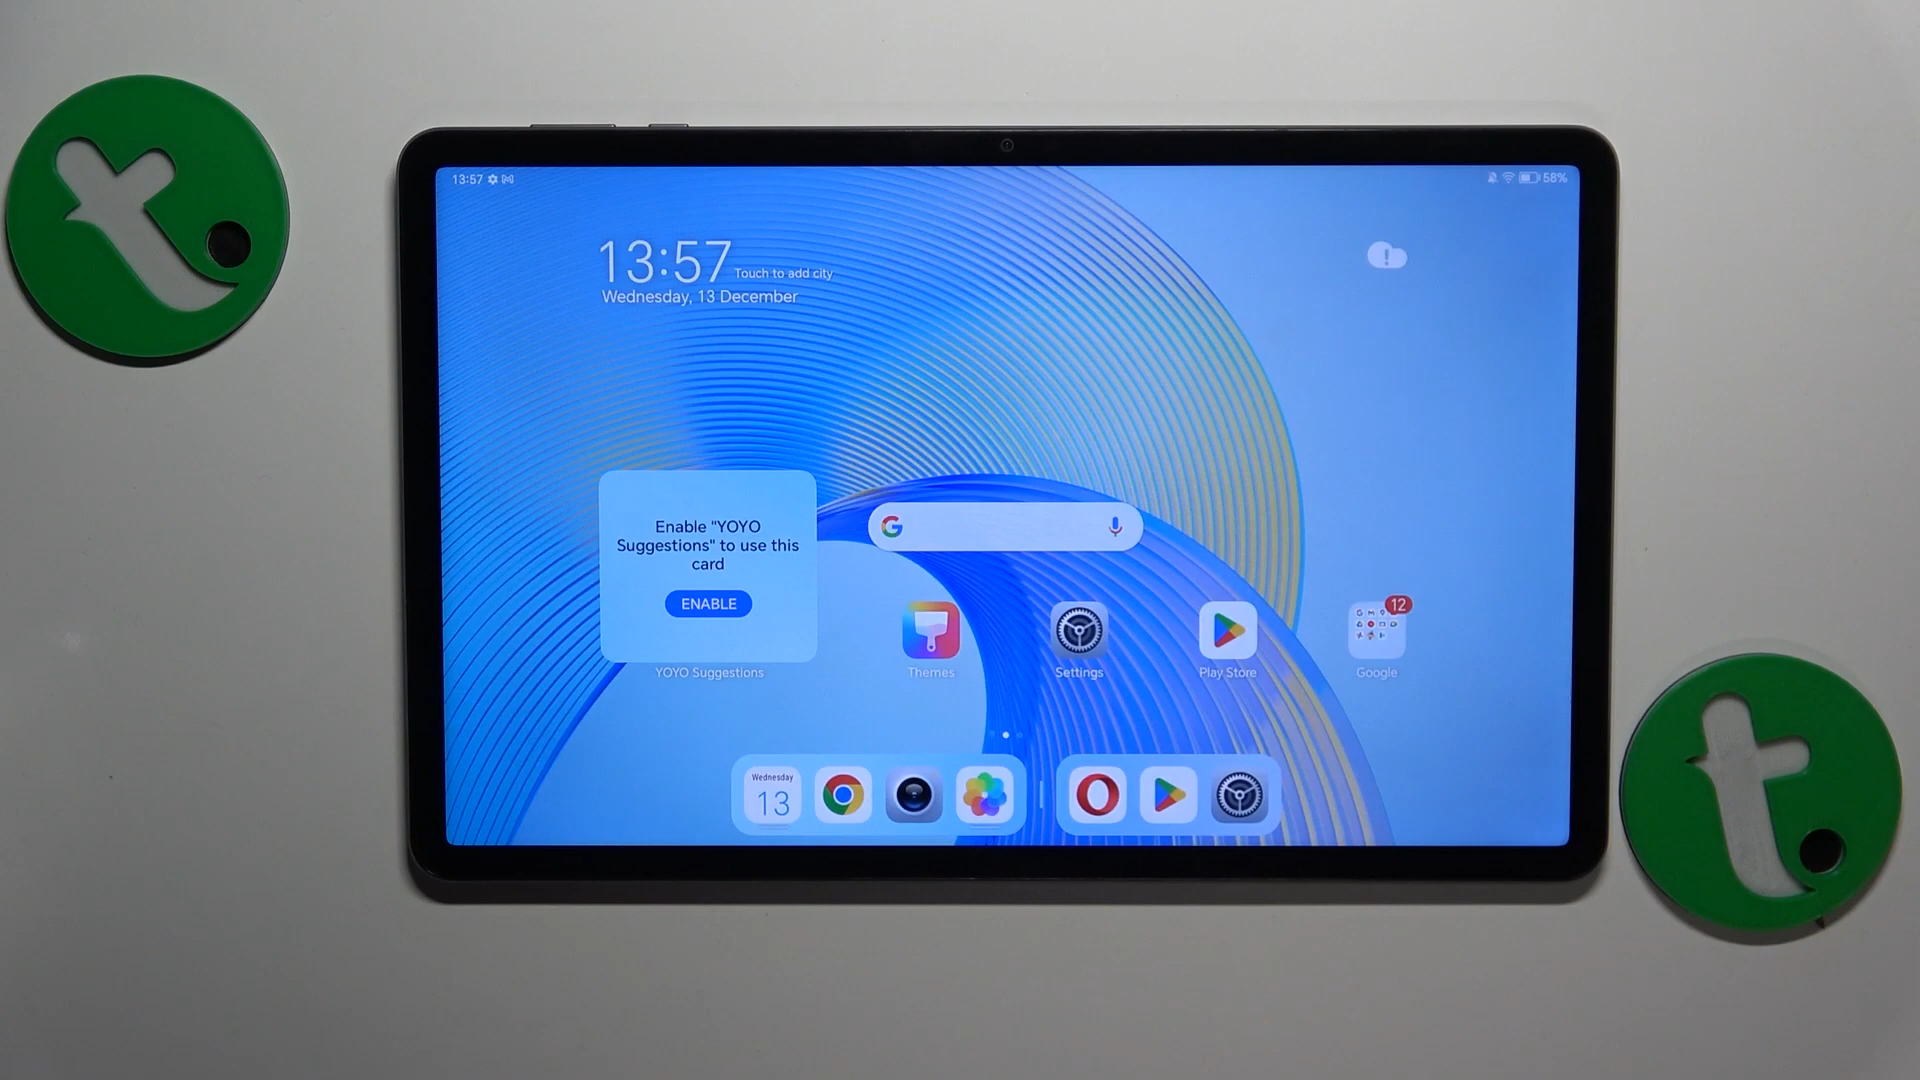 13:57
58%
13:57 Touch to add city
Wednesday, 13 December
Enable "YOYO
Suggestions" to use this
card
ENABLE
YOYO Suggestions
Themes
Settings
Play Store
12
Google
Wednesday
13